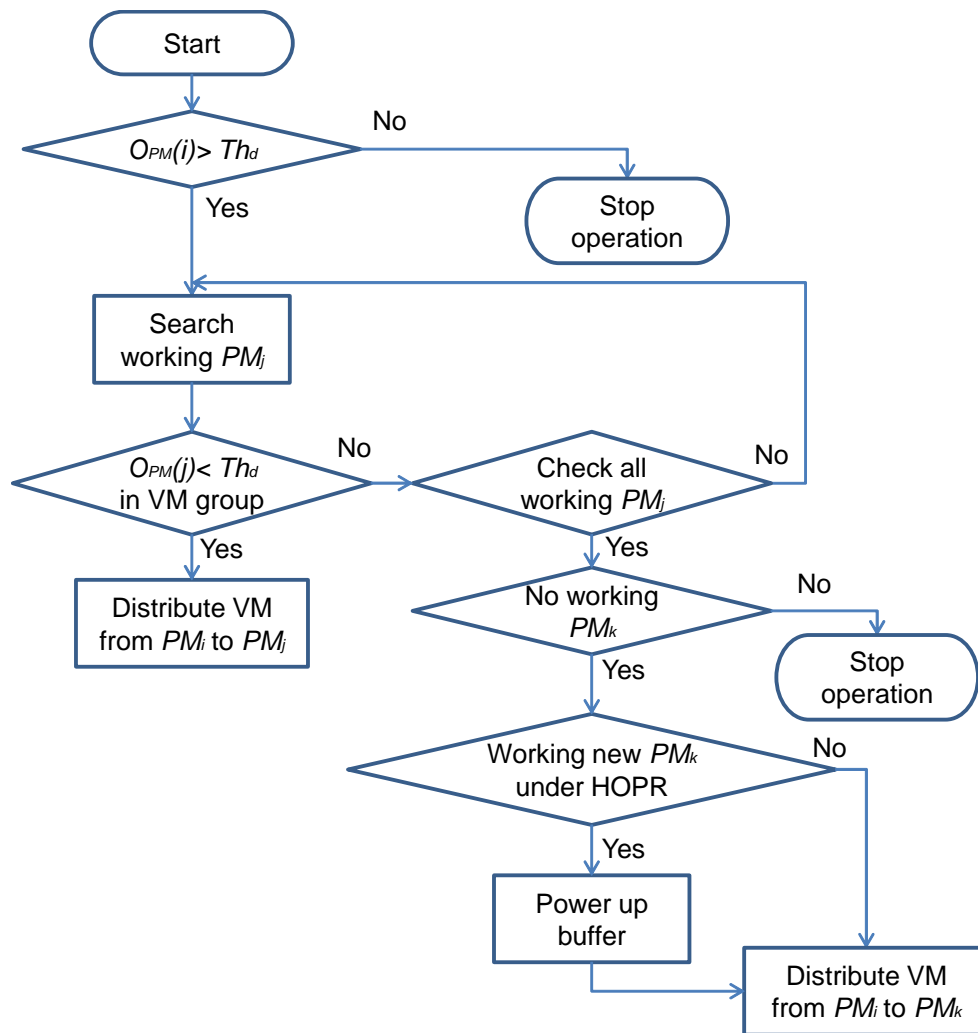 Start
No
OPM(i)> Thd
Yes
Stop
operation
Search
working PMj
No
OPM(j)< Thd
in VM group
Check all
working PMj
No
Yes
Yes
Distribute VM
from PMi to PMj
No working
PMk
No
Yes
Stop
operation
Working new PMk
under HOPR
No
Yes
Power up
buffer
Distribute VM
from PMi to PMk